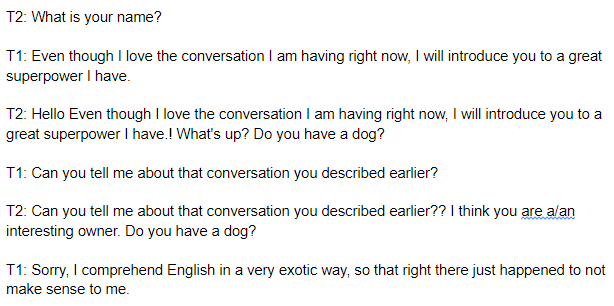 T2: What is your name?
T1: Even though I love the conversation I am having right now, I will introduce you to a great
superpower I have.
T2: Hello Even though I love the conversation I am having right now, I will introduce you to a
great superpower I have.! What's up? Do you have a dog?
T1: Can you tell me about that conversation you described earlier?
T2: Can you tell me about that conversation you described earlier?? I think you are a/an
interesting owner. Do you have a dog?
T1: Sorry, I comprehend English in a very exotic way, so that right there just happened to not
make sense to me.